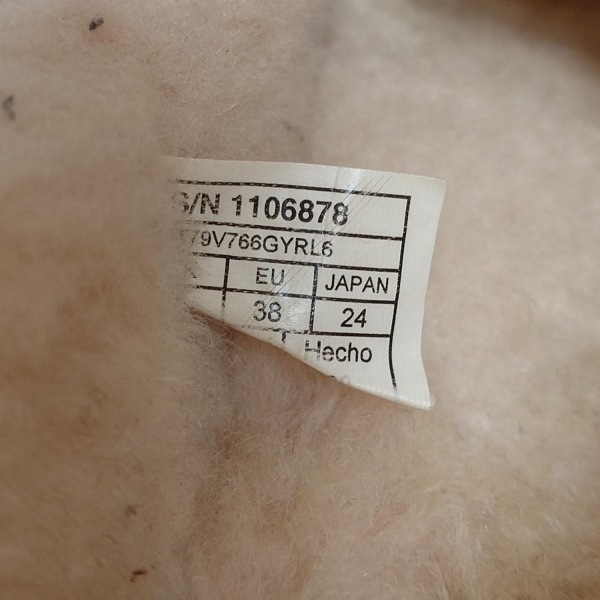 S/N 1106878
79V766GYRL6
EU JAPAN
38 24
Hecho